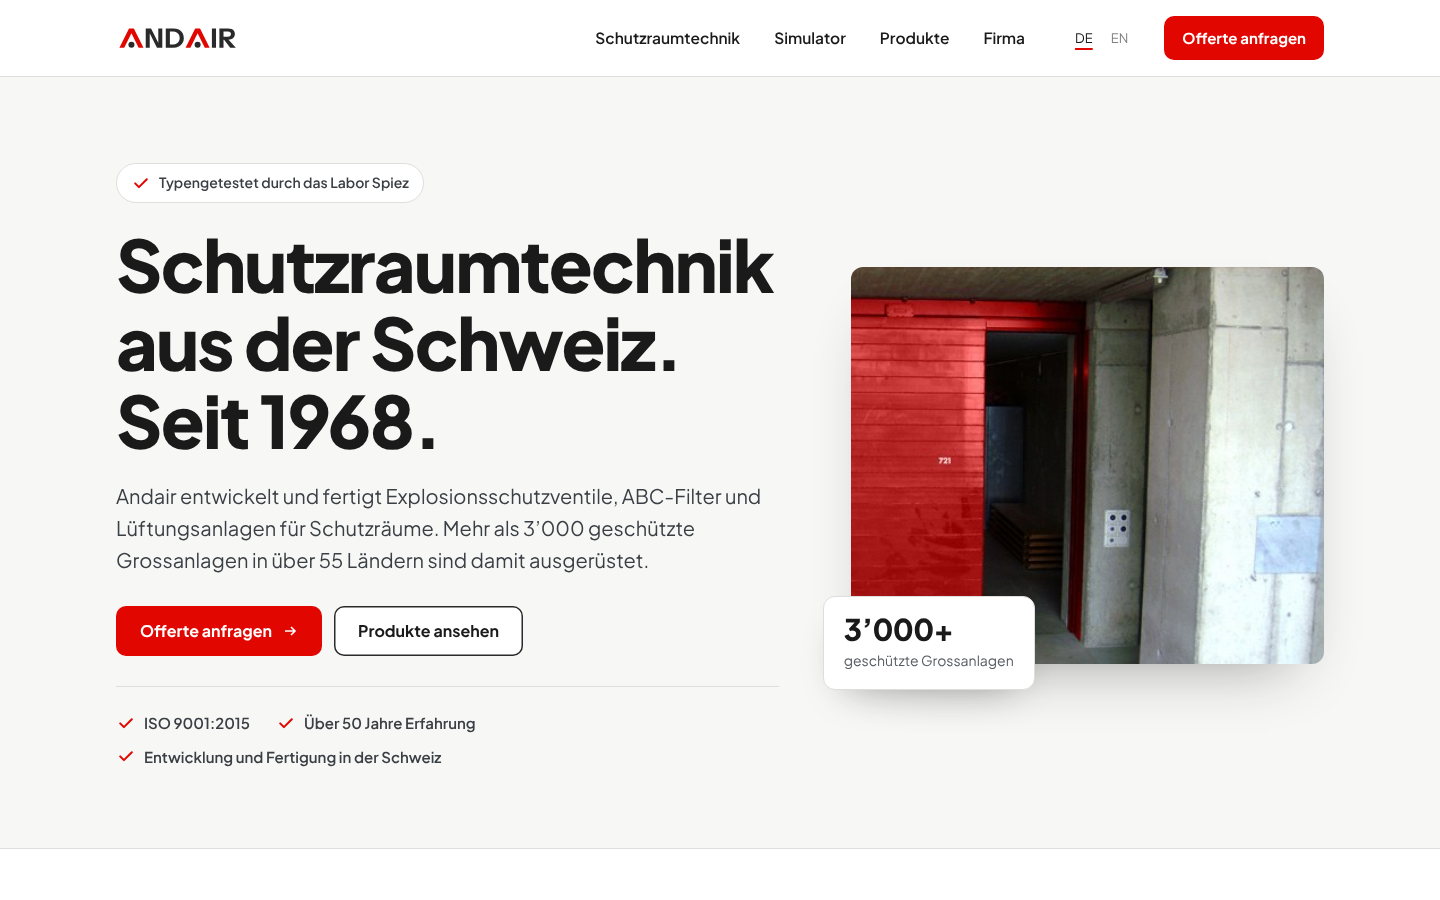 ANDAIR
Schutzraumtechnik
Simulator
Produkte
Firma
DE
EN
Offerte anfragen
Typengetestet durch das Labor Spiez
Schutzraumtechnik
aus der Schweiz.
Seit 1968.
Andair entwickelt und fertigt Explosionsschutzventile, ABC-Filter und
Lüftungsanlagen für Schutzräume. Mehr als 3’000 geschützte
Grossanlagen in über 55 Ländern sind damit ausgerüstet.
Offerte anfragen
Produkte ansehen
ISO 9001:2015
Über 50 Jahre Erfahrung
Entwicklung und Fertigung in der Schweiz
721
3’000+
geschützte Grossanlagen